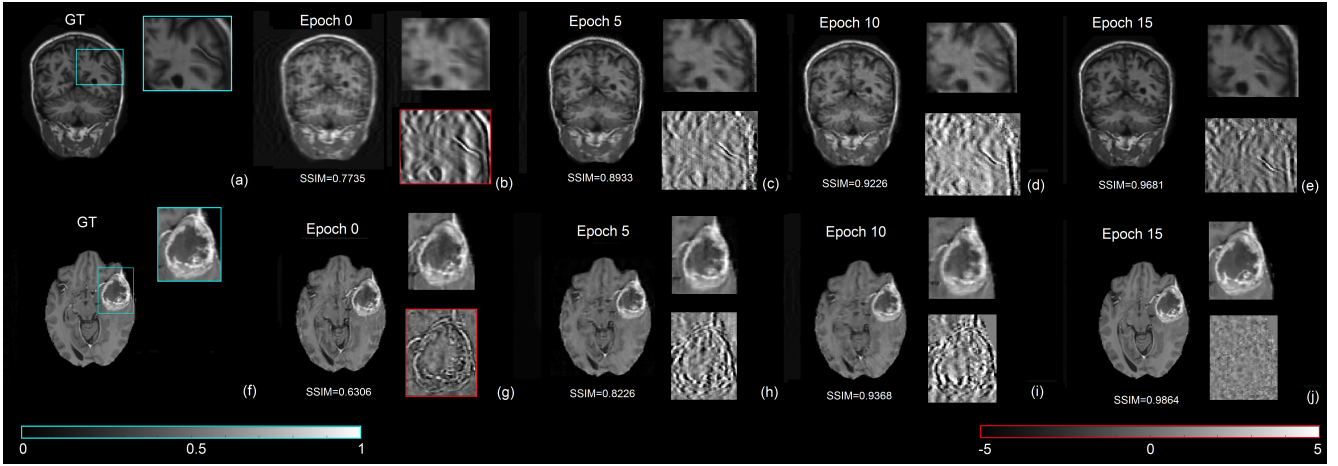 GT
Epoch 0
Epoch 5
Epoch 10
Epoch 15
(a)
SSIM=0.7735
(b)
SSIM=0.8933
(c)
SSIM=0.9226
(d)
SSIM=0.9681
(e)
GT
Epoch 0
Epoch 5
Epoch 10
Epoch 15
(f)
SSIM=0.6306
(g)
SSIM=0.8226
(h)
SSIM=0.9368
(i)
SSIM=0.9864
(j)
0 0.5 1
-5 0 5